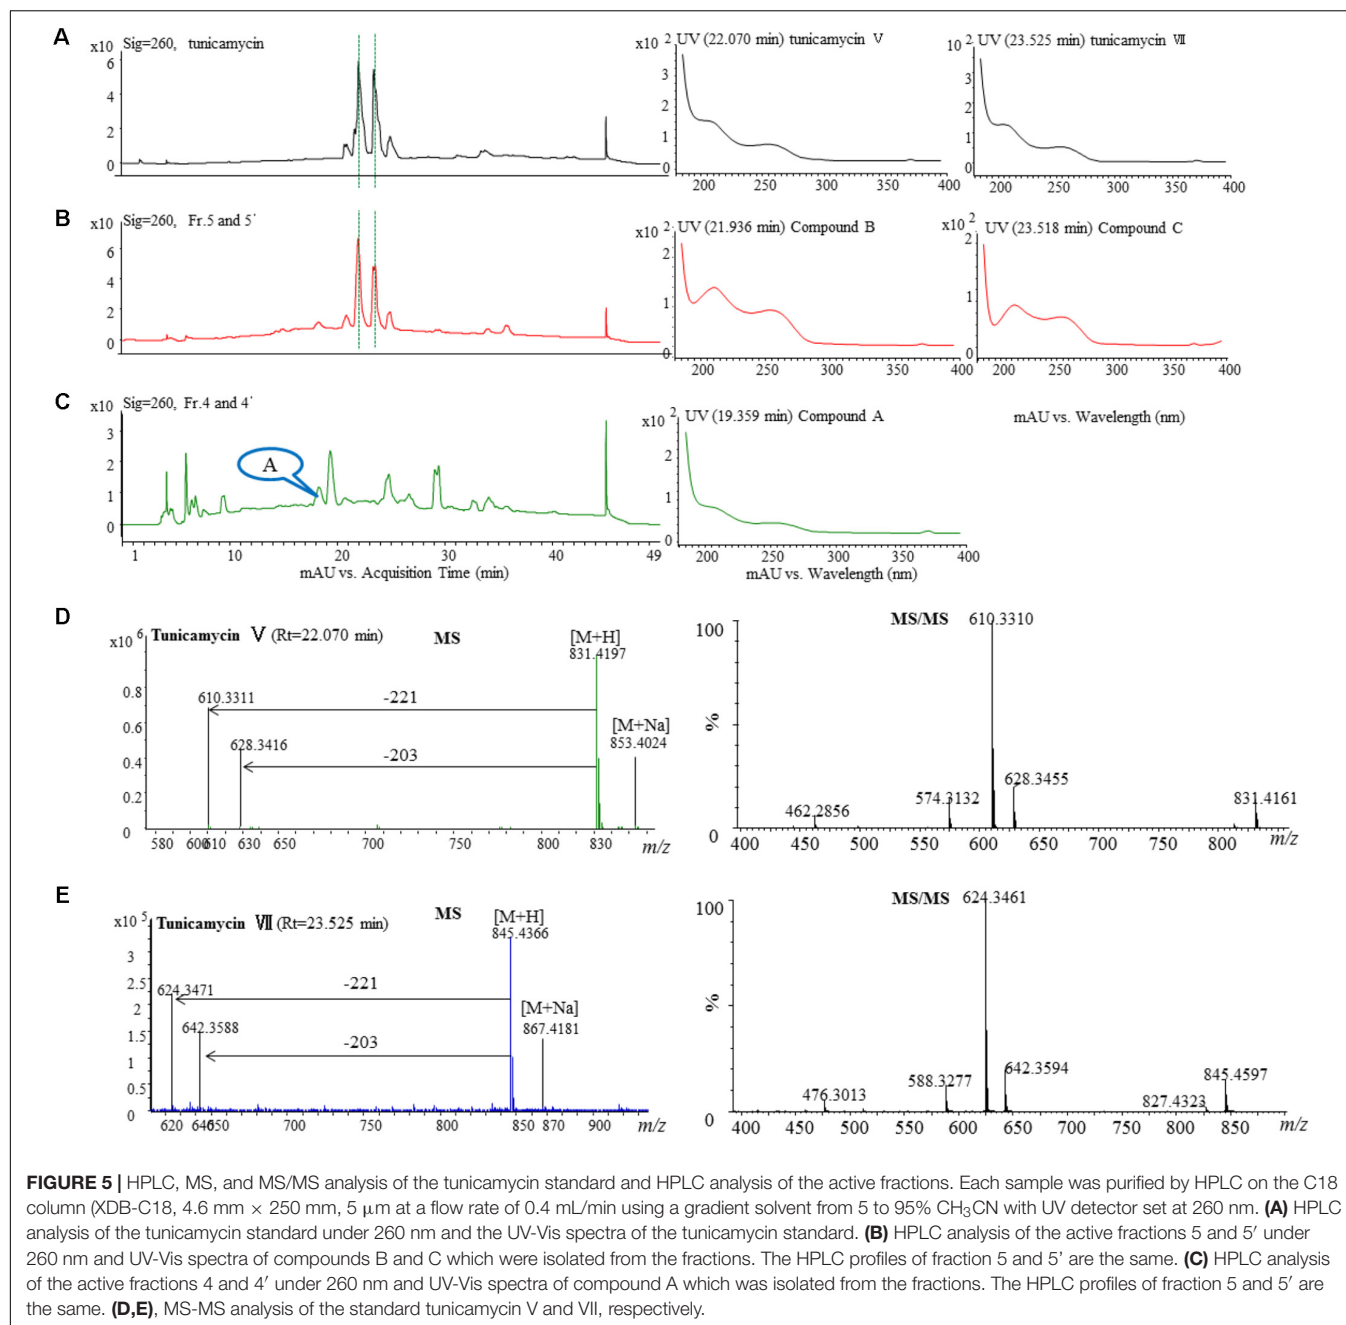 A
x10
Sig=260, tunicamycin
6
4
2
0
x10 2
UV (22.070 min) tunicamycin Ⅴ
3
2
1
0
200 250 300 350 400
10 2
UV (23.525 min) tunicamycin Ⅶ
3
2
1
0
200 250 300 350 400
B
x10
Sig=260, Fr.5 and 5'
6
4
2
0
x10 2
UV (21.936 min) Compound B
2
1
0
200 250 300 350 400
x10 2
UV (23.518 min) Compound C
2
1
0
200 250 300 350 400
C
x10
Sig=260, Fr.4 and 4'
3
2
1
0
A
1 10 20 30 40 49
mAU vs. Acquisition Time (min)
x10 2
UV (19.359 min) Compound A
2
1
0
200 250 300 350 400
mAU vs. Wavelength (nm)
mAU vs. Wavelength (nm)
D
x10 6
Tunicamycin Ⅴ (Rt=22.070 min)
MS
[M+H]
831.4197
610.3311
-221
[M+Na]
853.4024
628.3416
-203
1
0.8
0.6
0.4
0.2
0
580 600 610 630 650 700 750 800 830 m/z
MS/MS
610.3310
100
%
0
628.3455
574.3132
462.2856
831.4161
400 450 500 550 600 650 700 750 800 m/z
E
x10 5
Tunicamycin Ⅶ (Rt=23.525 min)
MS
[M+H]
845.4366
624.3471
-221
[M+Na]
867.4181
642.3588
-203
3
2.5
2
1.5
1
0.5
0
620 640 650 700 750 800 850 870 900 m/z
MS/MS
624.3461
100
%
0
642.3594
588.3277
476.3013
845.4597
827.4323
400 450 500 550 600 650 700 750 800 850 m/z
FIGURE 5 | HPLC, MS, and MS/MS analysis of the tunicamycin standard and HPLC analysis of the active fractions. Each sample was purified by HPLC on the C18
column (XDB-C18, 4.6 mm × 250 mm, 5 μm at a flow rate of 0.4 mL/min using a gradient solvent from 5 to 95% CH₃CN with UV detector set at 260 nm. (A) HPLC
analysis of the tunicamycin standard under 260 nm and the UV-Vis spectra of the tunicamycin standard. (B) HPLC analysis of the active fractions 5 and 5′ under
260 nm and UV-Vis spectra of compounds B and C which were isolated from the fractions. The HPLC profiles of fraction 5 and 5’ are the same. (C) HPLC analysis
of the active fractions 4 and 4′ under 260 nm and UV-Vis spectra of compound A which was isolated from the fractions. The HPLC profiles of fraction 5 and 5′ are
the same. (D,E), MS-MS analysis of the standard tunicamycin V and VII, respectively.